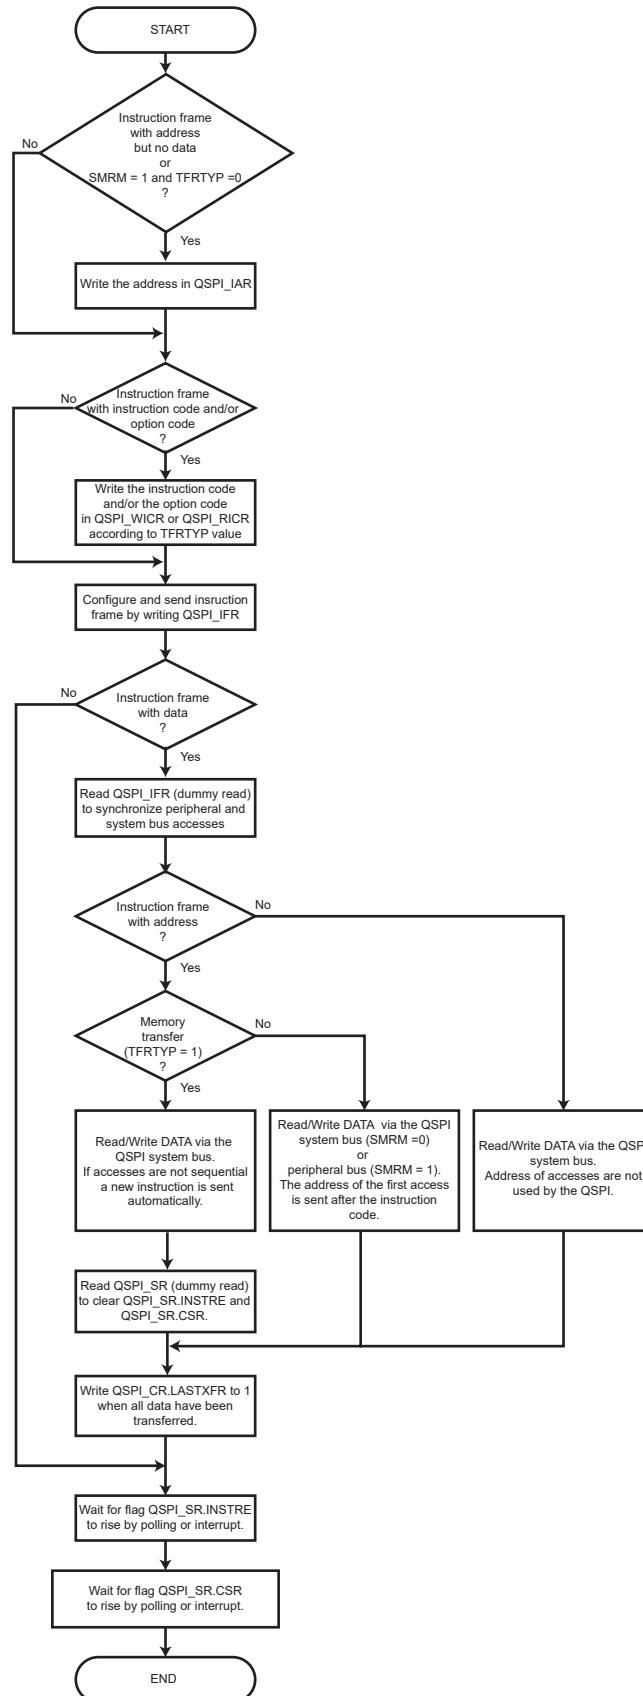 START
Instruction frame
with address
but no data
or
SMRM = 1 and TFRTYP =0
?
No
Yes
Write the address in QSPI_IAR
Instruction frame
with instruction code and/or
option code
?
No
Yes
Write the instruction code
and/or the option code
in QSPI_WICR or QSPI_RICR
according to TFRTYP value
Configure and send insruction
frame by writing QSPI_IFR
Instruction frame
with data
?
No
Yes
Read QSPI_IFR (dummy read)
to synchronize peripheral and
system bus accesses
Instruction frame
with address
?
No
Yes
Memory
transfer
(TFRTYP = 1)
?
No
Yes
Read/Write DATA via the
QSPI system bus.
If accesses are not sequential
a new instruction is sent
automatically.
Read/Write DATA via the QSPI
system bus (SMRM =0)
or
peripheral bus (SMRM = 1).
The address of the first access
is sent after the instruction
code.
Read/Write DATA via the QSP
system bus.
Address of accesses are not
used by the QSPI.
Read QSPI_SR (dummy read)
to clear QSPI_SR.INSTRE and
QSPI_SR.CSR.
Write QSPI_CR.LASTXFR to 1
when all data have been
transferred.
Wait for flag QSPI_SR.INSTRE
to rise by polling or interrupt.
Wait for flag QSPI_SR.CSR
to rise by polling or interrupt.
END